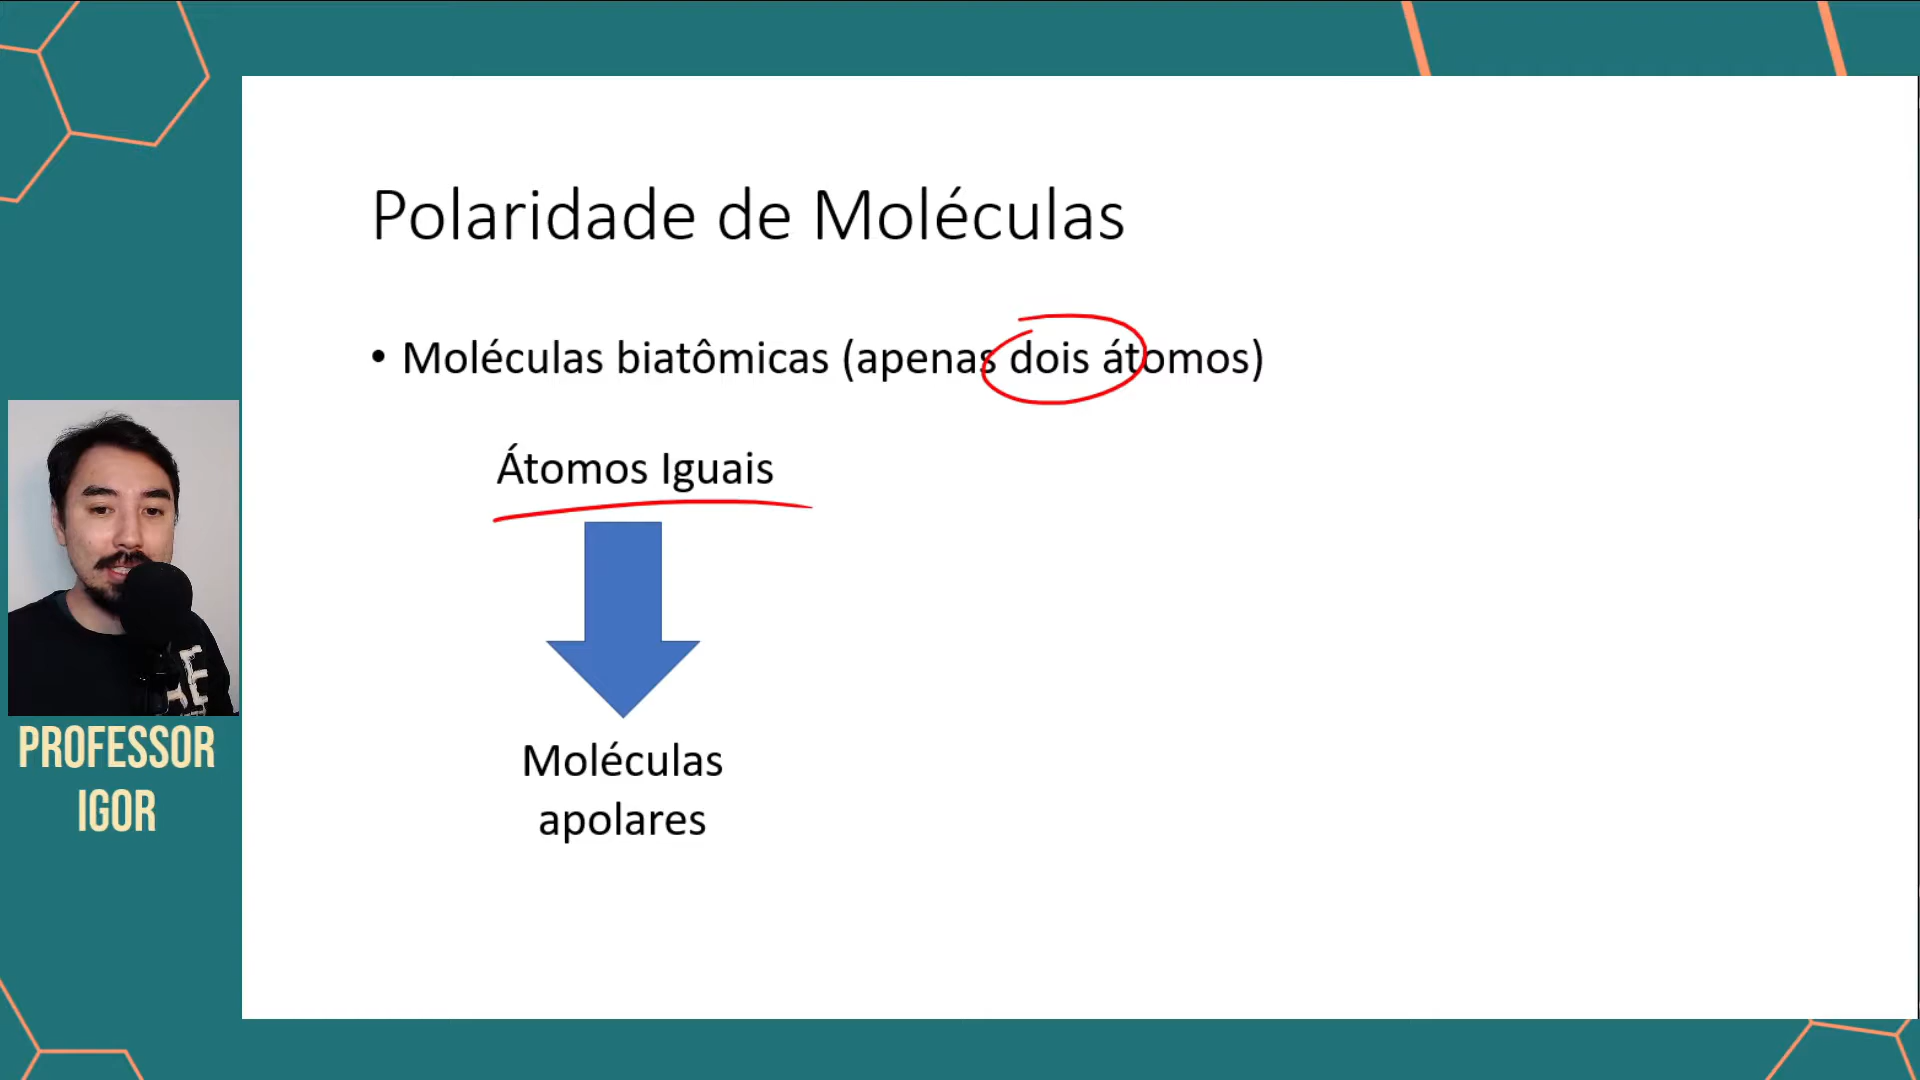 Polaridade de Moléculas
• Moléculas biatômicas (apenas dois átomos)
Átomos Iguais
Moléculas
apolares
PROFESSOR
IGOR